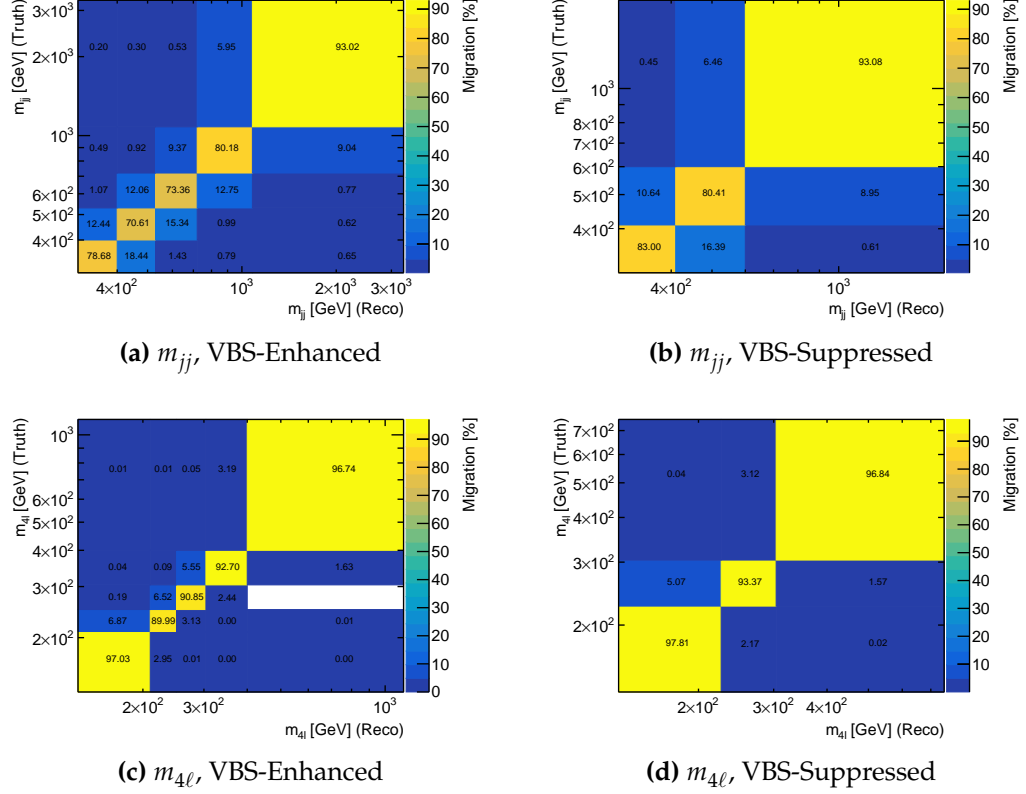 3×10³
2×10³
10³
6×10²
5×10²
4×10²
m_jj [GeV] (Truth)
0.20 0.30 0.53 5.95 93.02
0.49 0.92 9.37 80.18 9.04
1.07 12.06 73.36 12.75 0.77
12.44 70.61 15.34 0.99 0.62
78.68 18.44 1.43 0.79 0.65
4×10² 10³ 2×10³ 3×10³
m_jj [GeV] (Reco)
90
80
70
60
50
40
30
20
10
Migration [%]
(a) m_jj, VBS-Enhanced
10³
8×10²
7×10²
6×10²
5×10²
4×10²
m_jj [GeV] (Truth)
0.45 6.46 93.08
10.64 80.41 8.95
83.00 16.39 0.61
4×10² 10³
m_jj [GeV] (Reco)
90
80
70
60
50
40
30
20
10
Migration [%]
(b) m_jj, VBS-Suppressed
10³
8×10²
6×10²
5×10²
4×10²
3×10²
2×10²
m_4l [GeV] (Truth)
0.01 0.01 0.05 3.19 96.74
0.04 0.09 5.55 92.70 1.63
0.19 6.52 90.85 2.44
6.87 89.99 3.13 0.00 0.01
97.03 2.95 0.01 0.00 0.00
2×10² 3×10² 10³
m_4l [GeV] (Reco)
90
80
70
60
50
40
30
20
10
0
Migration [%]
(c) m_4ℓ, VBS-Enhanced
7×10²
6×10²
5×10²
4×10²
3×10²
2×10²
m_4l [GeV] (Truth)
0.04 3.12 96.84
5.07 93.37 1.57
97.81 2.17 0.02
2×10² 3×10² 4×10²
m_4l [GeV] (Reco)
90
80
70
60
50
40
30
20
10
Migration [%]
(d) m_4ℓ, VBS-Suppressed